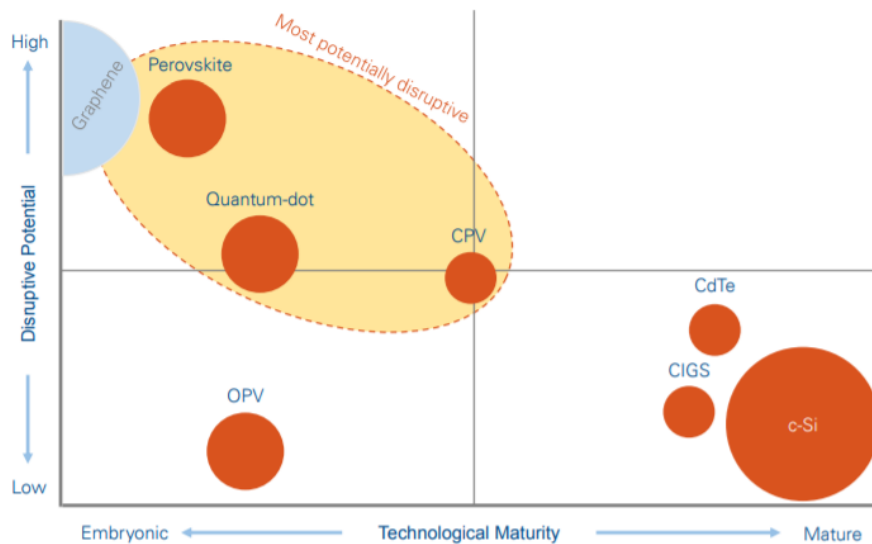 High
Graphene
Perovskite
Most potentially disruptive
Quantum-dot
CPV
Disruptive Potential
CdTe
CIGS
OPV
c-Si
Low
Embryonic
Technological Maturity
Mature